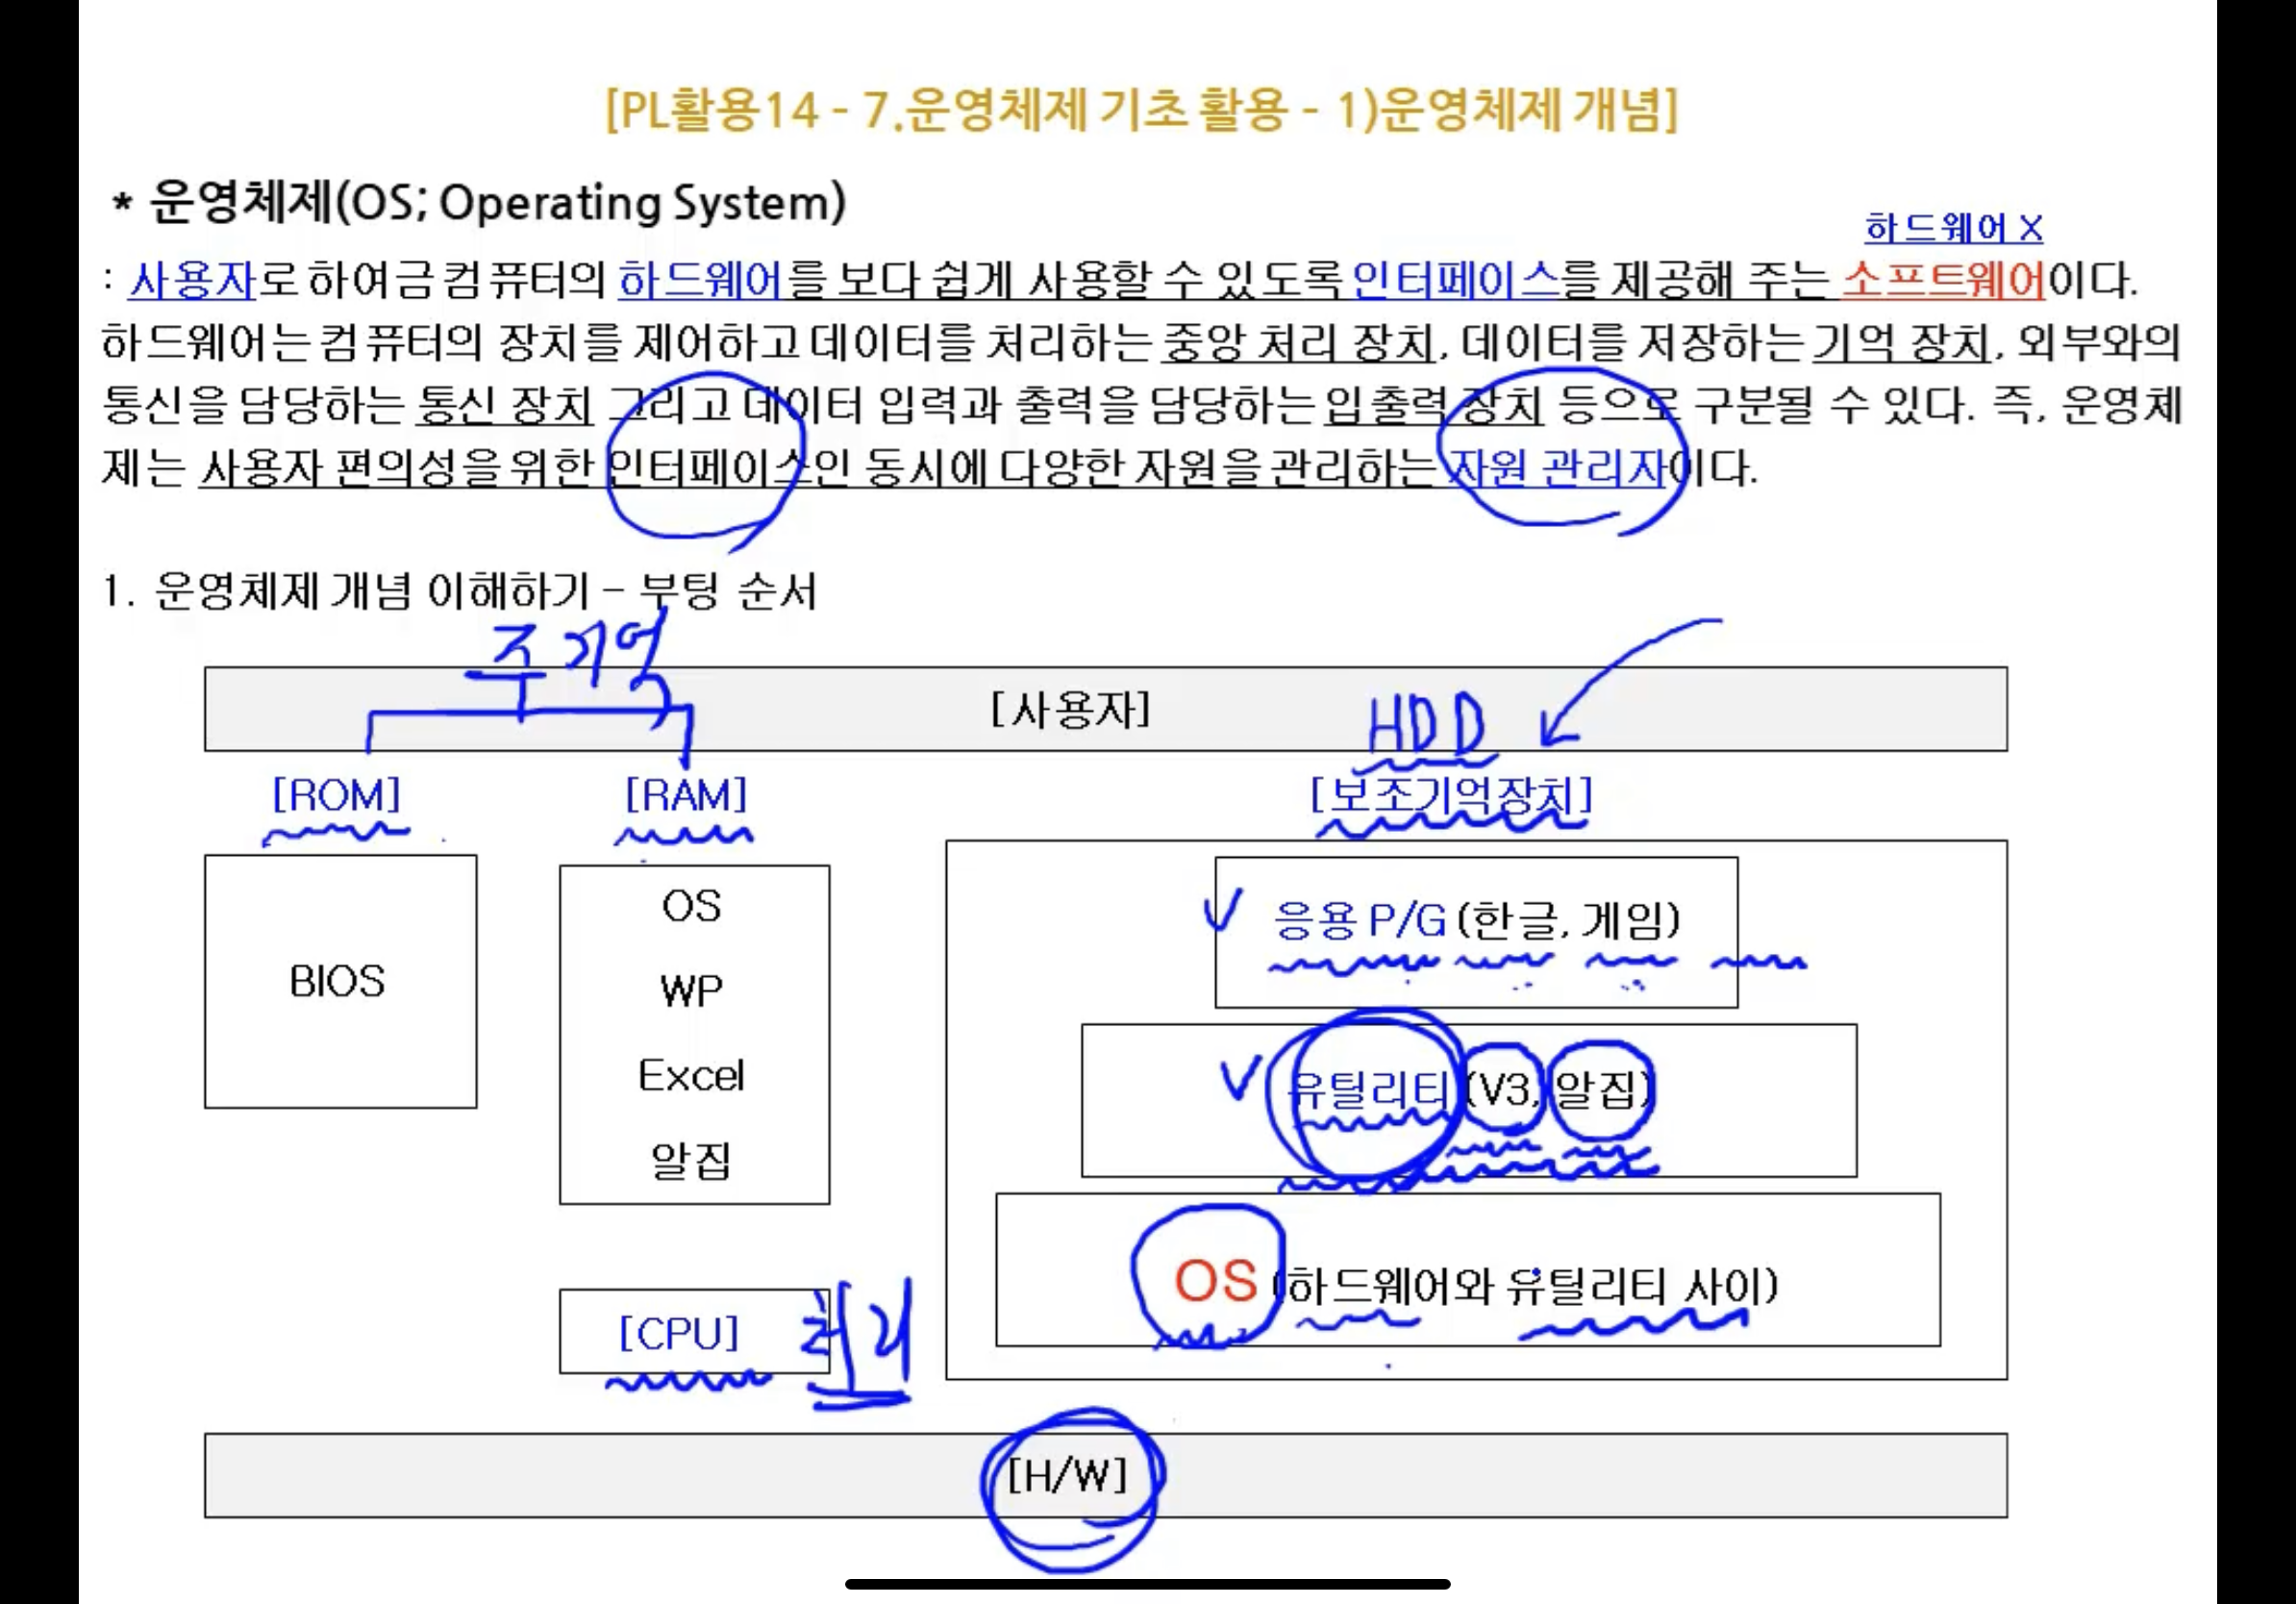 [PL활용14 - 7.운영체제 기초 활용 - 1)운영체제 개념]
* 운영체제(OS; Operating System)
하드웨어 X
: 사용자로 하여금 컴퓨터의 하드웨어를 보다 쉽게 사용할 수 있도록 인터페이스를 제공해 주는 소프트웨어이다.
하드웨어는 컴퓨터의 장치를 제어하고 데이터를 처리하는 중앙 처리 장치, 데이터를 저장하는 기억 장치, 외부와의
통신을 담당하는 통신 장치 그리고 데이터 입력과 출력을 담당하는 입출력 장치 등으로 구분될 수 있다. 즉, 운영체
제는 사용자 편의성을 위한 인터페이스인 동시에 다양한 자원을 관리하는 자원 관리자이다.
1. 운영체제 개념 이해하기 – 부팅 순서
주기억
[사용자]
HDD
[ROM]
[RAM]
[보조기억장치]
BIOS
OS
WP
Excel
알집
응용 P/G (한글, 게임)
유틸리티 (V3, 알집)
OS (하드웨어와 유틸리티 사이)
[CPU]
처리
[H/W]